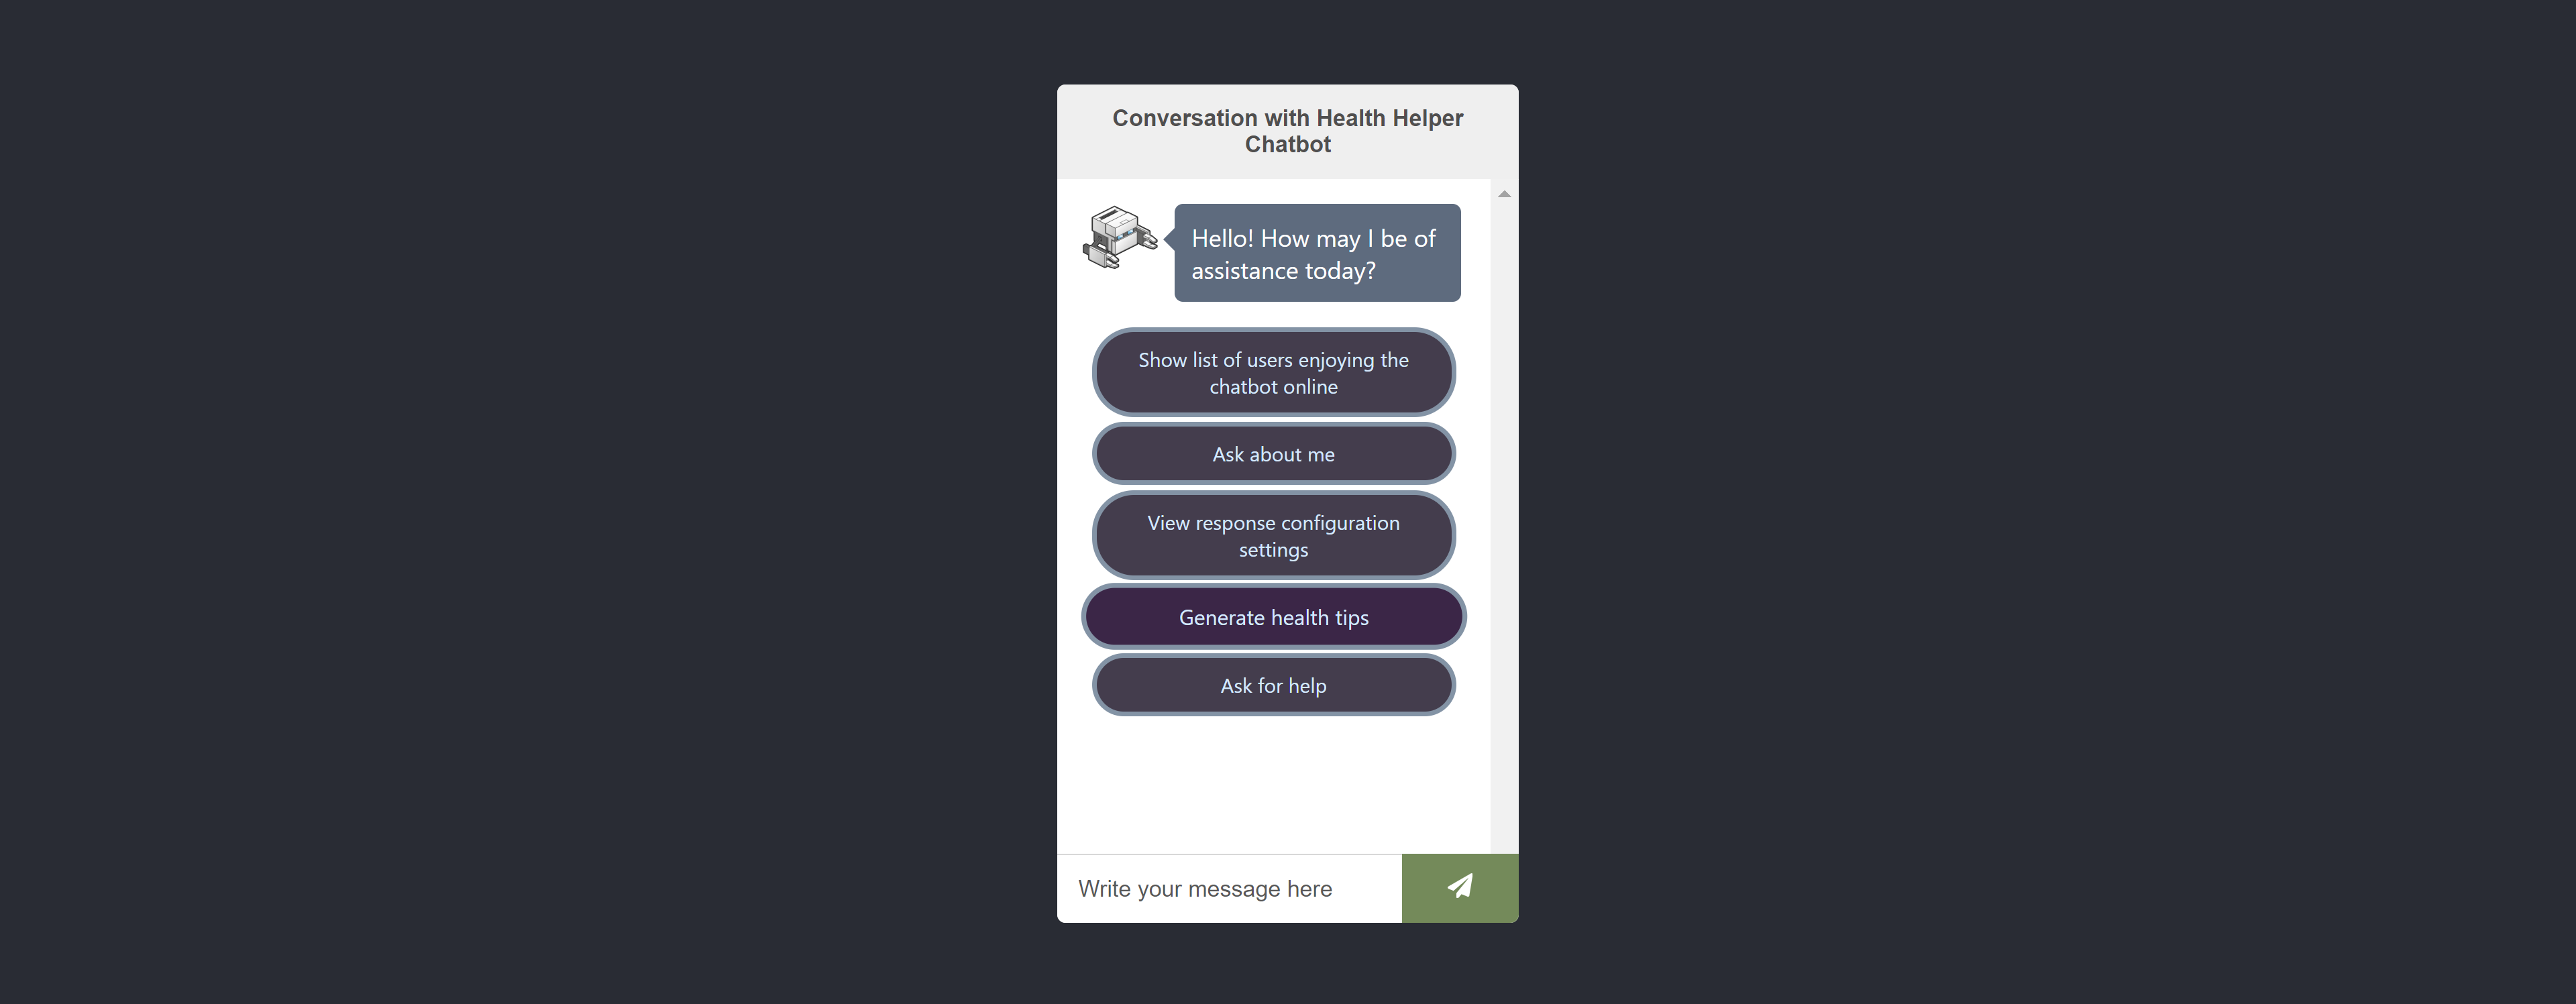 Conversation with Health Helper
Chatbot
Hello! How may I be of
assistance today?
Show list of users enjoying the
chatbot online
Ask about me
View response configuration
settings
Generate health tips
Ask for help
Write your message here